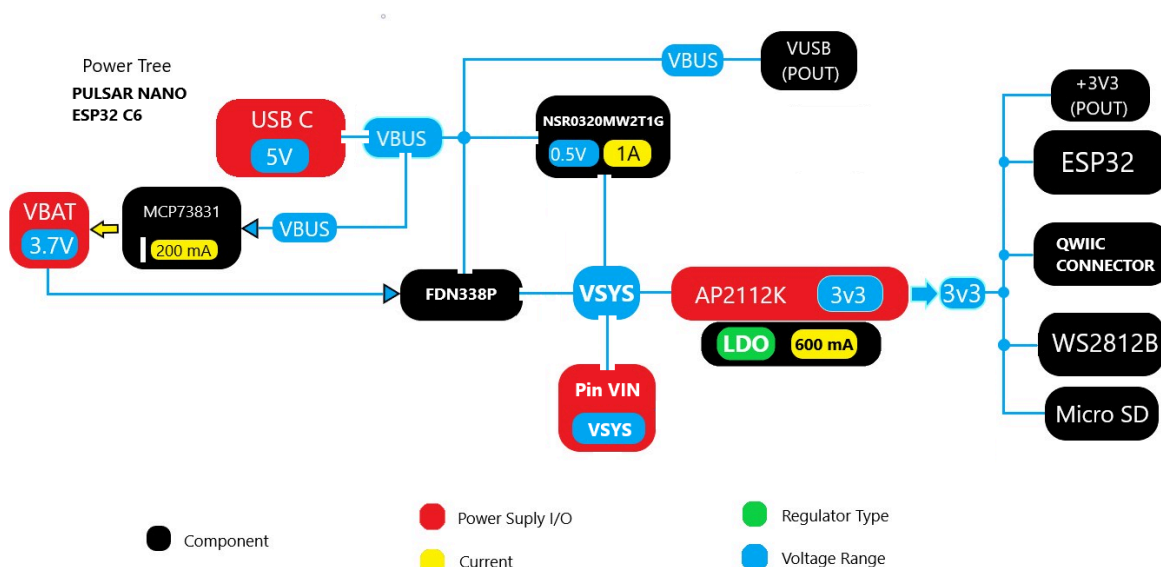 Power Tree
PULSAR NANO
ESP32 C6
VBUS
VUSB
(POUT)
USB C
5V
VBUS
NSR0320MW2T1G
0.5V
1A
+3V3
(POUT)
ESP32
VBAT
3.7V
MCP73831
200 mA
VBUS
QWIIC
CONNECTOR
FDN338P
VSYS
AP2112K
3v3
3v3
LDO
600 mA
WS2812B
Pin VIN
VSYS
Micro SD
Component
Power Suply I/O
Current
Regulator Type
Voltage Range